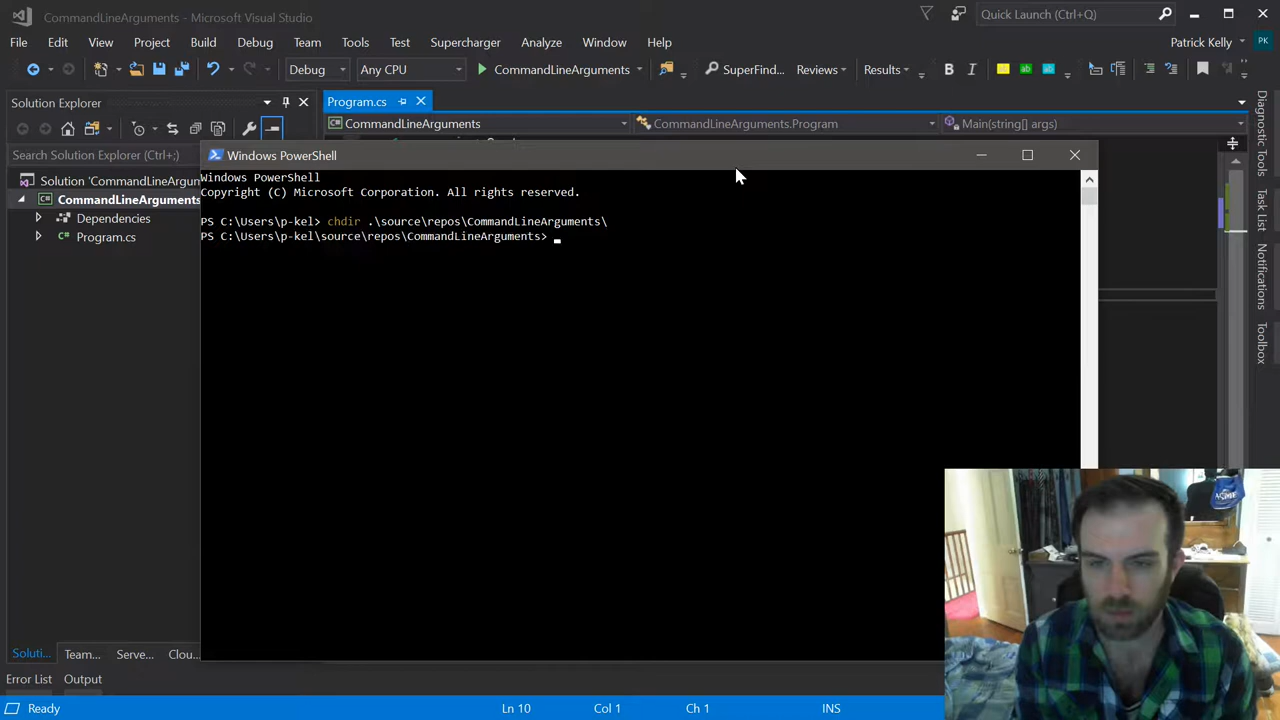 CommandLineArguments - Microsoft Visual Studio
Quick Launch (Ctrl+Q)
File Edit View Project Build Debug Team Tools Test Supercharger Analyze Window Help
Patrick Kelly PK
Debug Any CPU CommandLineArguments SuperFind... Reviews Results B I
Solution Explorer
Program.cs
CommandLineArguments
CommandLineArguments.Program
Main(string[] args)
Search Solution Explorer (Ctrl+;)
Solution 'CommandLineArgum
CommandLineArguments
Dependencies
C# Program.cs
Windows PowerShell
Windows PowerShell
Copyright (C) Microsoft Corporation. All rights reserved.
PS C:\Users\p-kel> chdir .\source\repos\CommandLineArguments\
PS C:\Users\p-kel\source\repos\CommandLineArguments>
Diagnostic Tools
Task List
Notifications
Toolbox
ACME
Soluti... Team... Serve... Clou...
Error List Output
Ready Ln 10 Col 1 Ch 1 INS